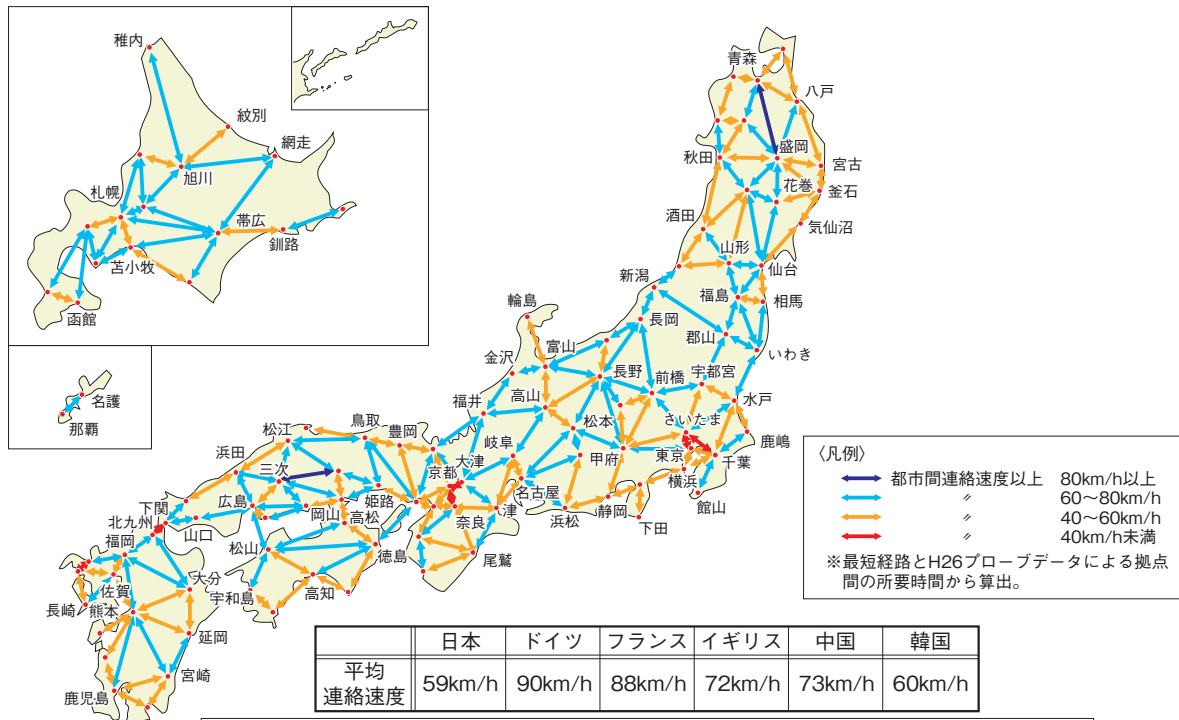 稚内
紋別
網走
旭川
札幌
帯広
釧路
苫小牧
函館
名護
那覇
青森
八戸
盛岡
秋田
宮古
花巻
釜石
酒田
気仙沼
山形
仙台
新潟
福島
相馬
輪島
長岡
郡山
いわき
富山
金沢
長野
前橋
宇都宮
高山
水戸
福井
松本
さいたま
鳥取
豊岡
岐阜
鹿嶋
松江
大津
甲府
東京
千葉
浜田
京都
横浜
三次
名古屋
館山
下関
広島
姫路
岡山
津
静岡
北九州
高松
奈良
浜松
下田
山口
福岡
松山
徳島
尾鷲
大分
佐賀
宇和島
高知
長崎
熊本
延岡
宮崎
鹿児島
〈凡例〉
都市間連絡速度以上 80km/h以上
〃 60～80km/h
〃 40～60km/h
〃 40km/h未満
※最短経路とH26プローブデータによる拠点
間の所要時間から算出。
日本 ドイツ フランス イギリス 中国 韓国
平均
連絡速度 59km/h 90km/h 88km/h 72km/h 73km/h 60km/h